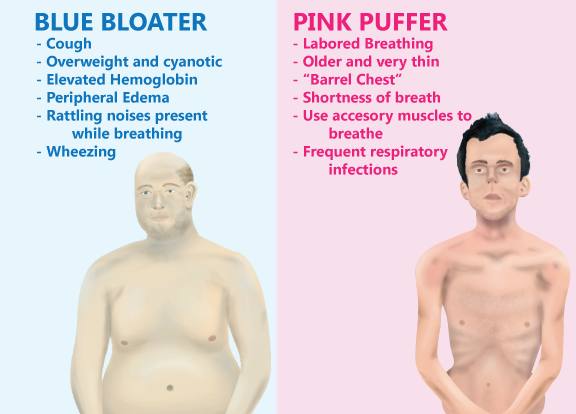 BLUE BLOATER
- Cough
- Overweight and cyanotic
- Elevated Hemoglobin
- Peripheral Edema
- Rattling noises present
while breathing
- Wheezing
PINK PUFFER
- Labored Breathing
- Older and very thin
- “Barrel Chest”
- Shortness of breath
- Use accesory muscles to
breathe
- Frequent respiratory
infections